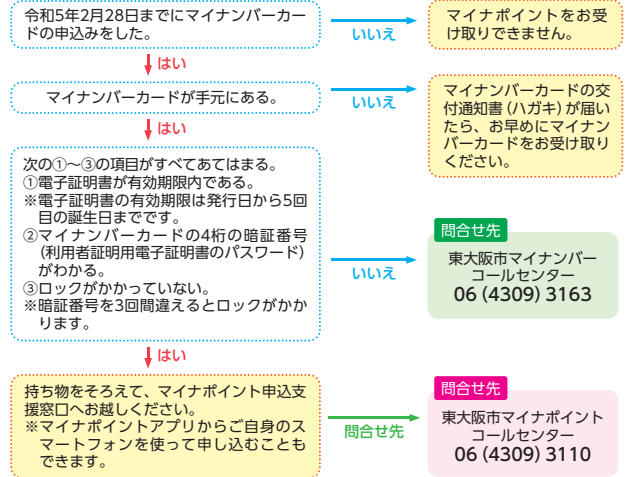 令和5年2月28日までにマイナンバーカー
ドの申込みをした。
いいえ
マイナポイントをお受
け取りできません。
はい
マイナンバーカードが手元にある。
いいえ
マイナンバーカードの交
付通知書(ハガキ)が届い
たら、お早めにマイナン
バーカードをお受け取り
ください。
はい
次の①~③の項目がすべてあてはまる。
①電子証明書が有効期限内である。
※電子証明書の有効期限は発行日から5回
目の誕生日までです。
②マイナンバーカードの4桁の暗証番号
(利用者証明用電子証明書のパスワード)
がわかる。
③ロックがかかっていない。
※暗証番号を3回間違えるとロックがかか
ります。
いいえ
問合せ先
東大阪市マイナンバー
コールセンター
06(4309)3163
はい
持ち物をそろえて、マイナポイント申込支
援窓口へお越しください。
※マイナポイントアプリからご自身のス
マートフォンを使って申し込むことも
できます。
問合せ先
問合せ先
東大阪市マイナポイント
コールセンター
06(4309)3110